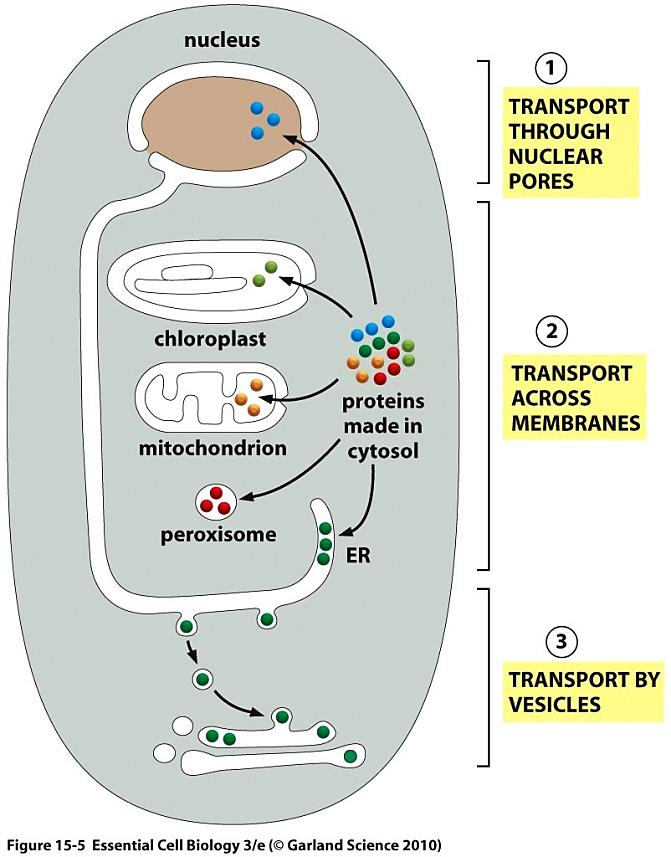 nucleus
1
TRANSPORT
THROUGH
NUCLEAR
PORES
chloroplast
2
TRANSPORT
ACROSS
MEMBRANES
proteins
made in
cytosol
mitochondrion
peroxisome
ER
3
TRANSPORT BY
VESICLES
Figure 15-5 Essential Cell Biology 3/e (© Garland Science 2010)